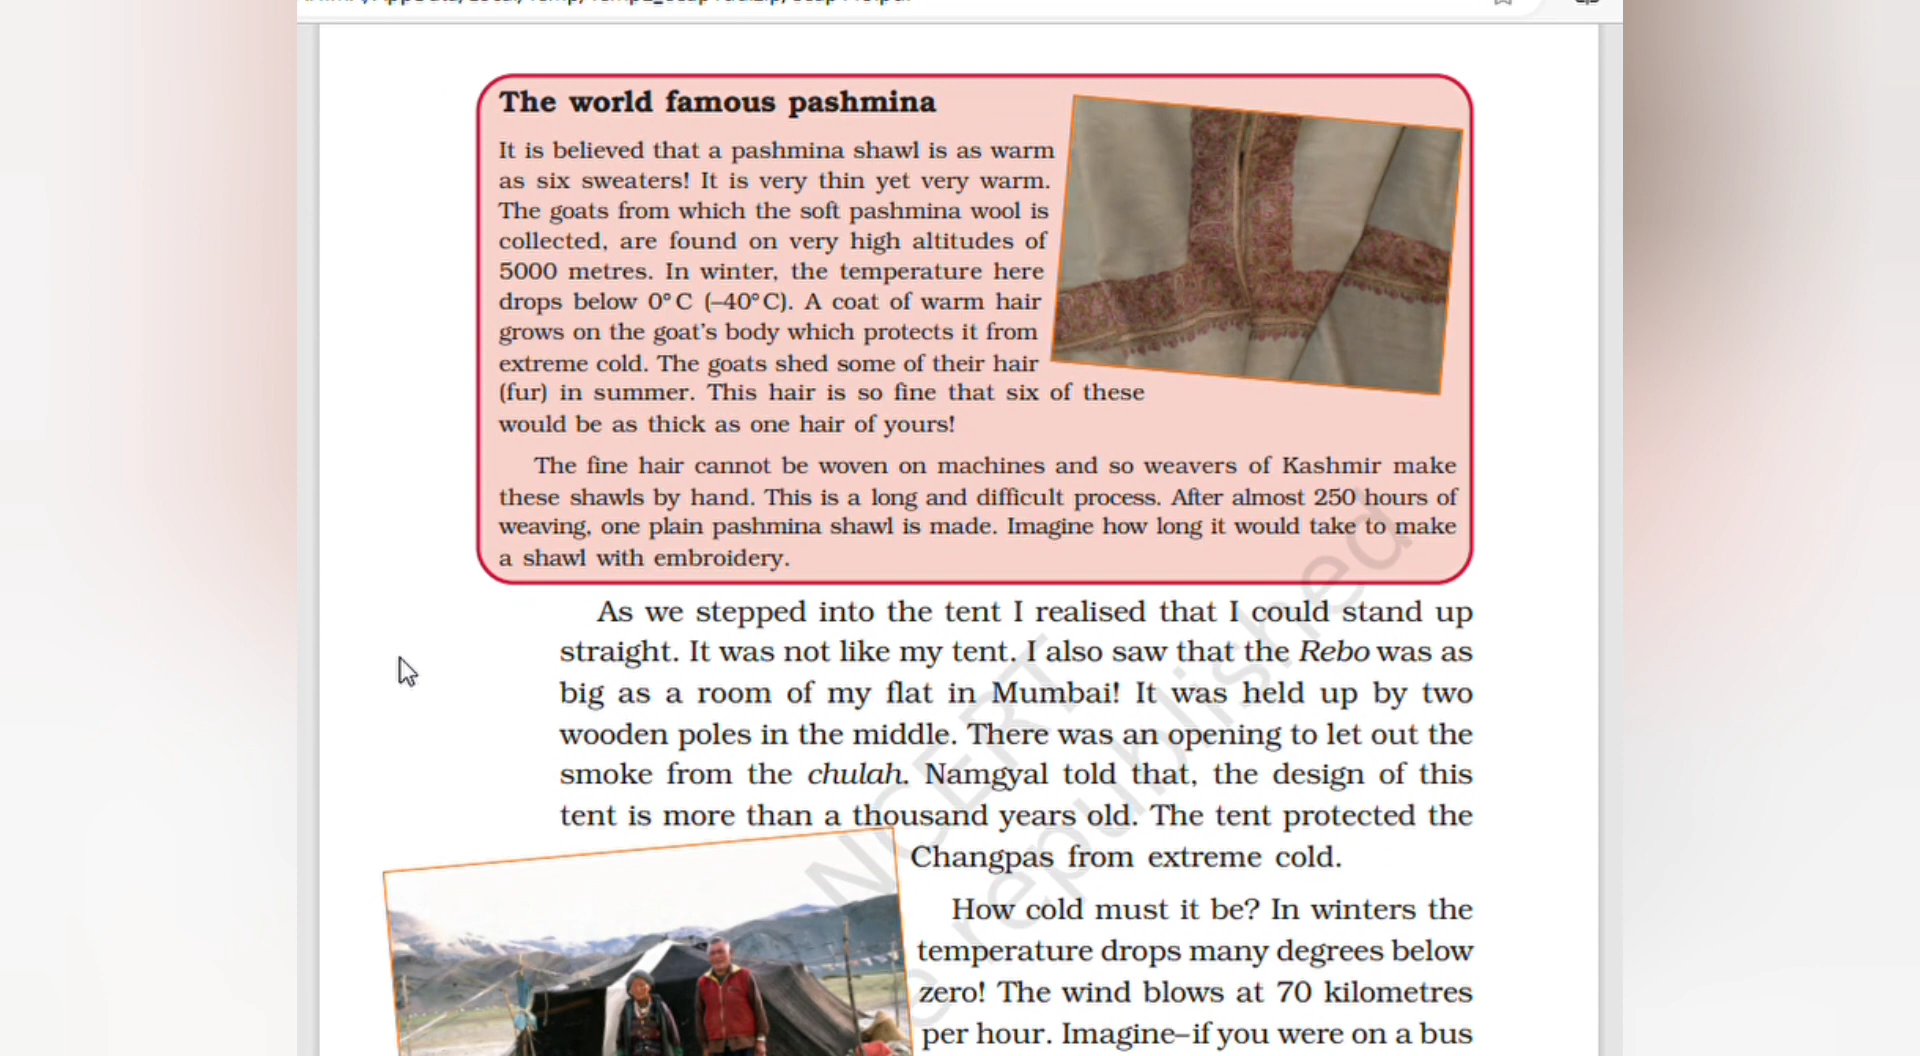 The world famous pashmina
It is believed that a pashmina shawl is as warm
as six sweaters! It is very thin yet very warm.
The goats from which the soft pashmina wool is
collected, are found on very high altitudes of
5000 metres. In winter, the temperature here
drops below 0°C (–40°C). A coat of warm hair
grows on the goat's body which protects it from
extreme cold. The goats shed some of their hair
(fur) in summer. This hair is so fine that six of these
would be as thick as one hair of yours!
The fine hair cannot be woven on machines and so weavers of Kashmir make
these shawls by hand. This is a long and difficult process. After almost 250 hours of
weaving, one plain pashmina shawl is made. Imagine how long it would take to make
a shawl with embroidery.
As we stepped into the tent I realised that I could stand up
straight. It was not like my tent. I also saw that the Rebo was as
big as a room of my flat in Mumbai! It was held up by two
wooden poles in the middle. There was an opening to let out the
smoke from the chulah. Namgyal told that, the design of this
tent is more than a thousand years old. The tent protected the
Changpas from extreme cold.
How cold must it be? In winters the
temperature drops many degrees below
zero! The wind blows at 70 kilometres
per hour. Imagine–if you were on a bus
NCERT
republished